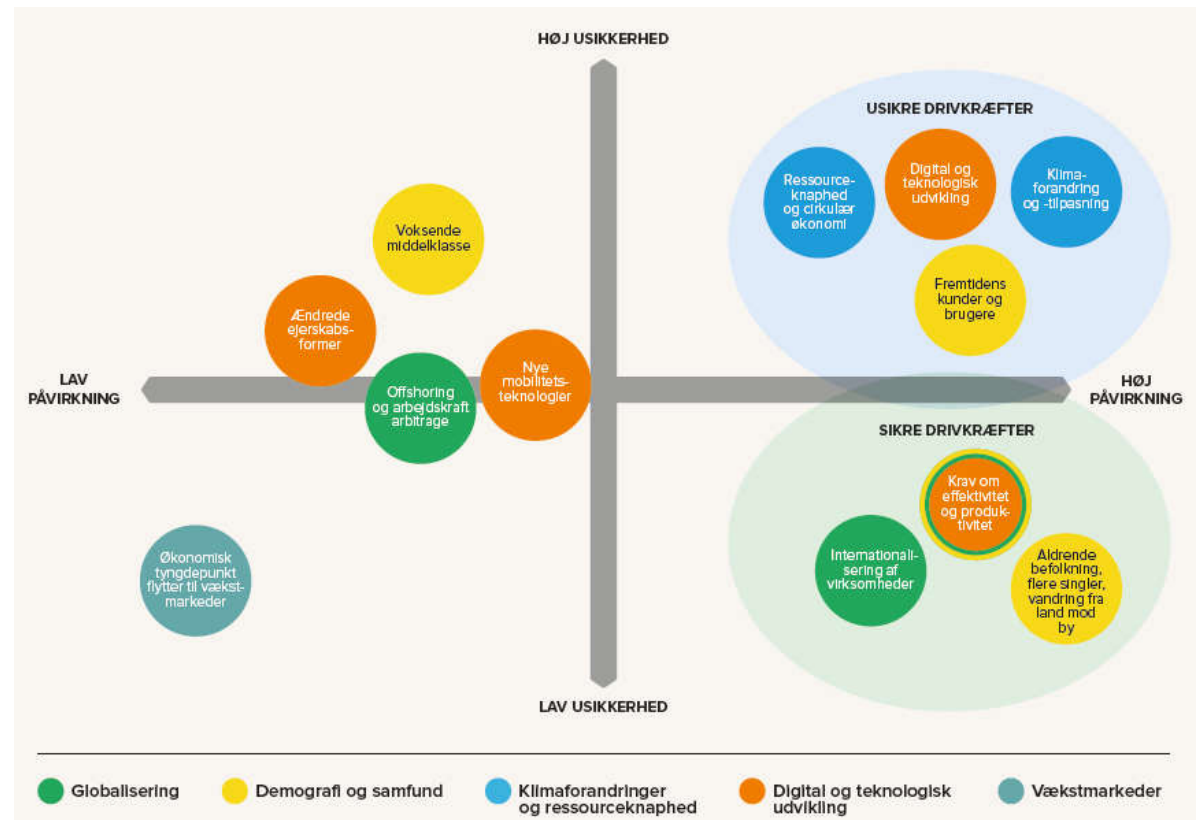 HØJ USIKKERHED
USIKRE DRIVKRÆFTER
Ressource-
knaphed
og cirkulær
økonomi
Digital og
teknologisk
udvikling
Klima-
forandring
og -tilpasning
Fremtidens
kunder og
brugere
Voksende
middelklasse
Ændrede
ejerskabs-
former
Offshoring
og arbejdskraft
arbitrage
Nye
mobilitets-
teknologier
LAV
PÅVIRKNING
HØJ
PÅVIRKNING
SIKRE DRIVKRÆFTER
Krav om
effektivitet
og produk-
tivitet
Internationali-
sering af
virksomheder
Aldrende
befolkning,
flere singler,
vandring fra
land mod
by
Økonomisk
tyngdepunkt
flytter til vækst-
markeder
LAV USIKKERHED
Globalisering
Demografi og samfund
Klimaforandringer
og ressourceknaphed
Digital og teknologisk
udvikling
Vækstmarkeder